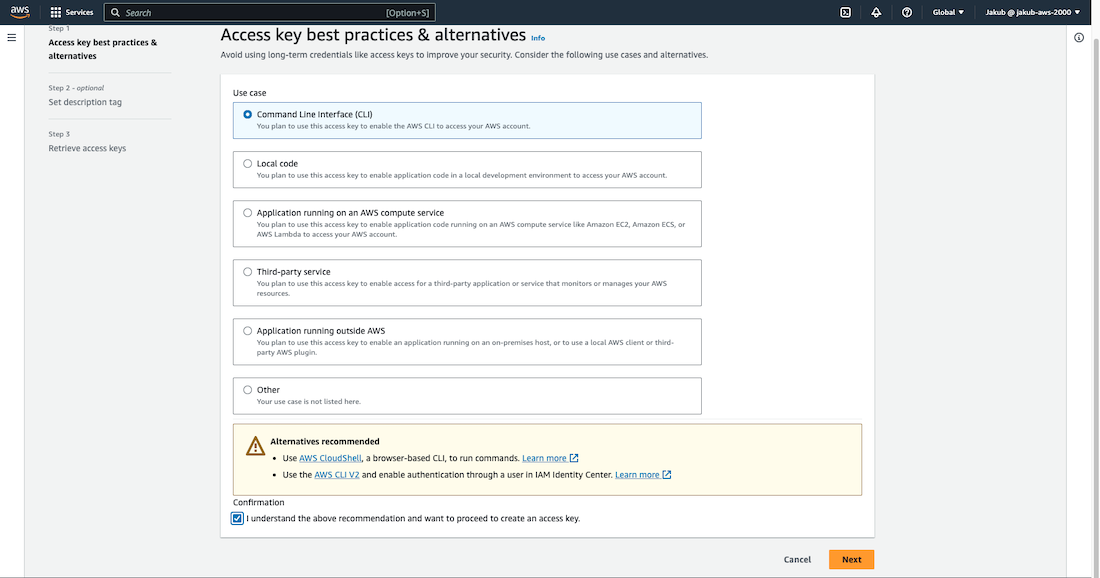 aws
Services
Search
[Option+S]
Global
Jakub @ jakub-aws-2000
Step 1
Access key best practices &
alternatives
Step 2 - optional
Set description tag
Step 3
Retrieve access keys
Access key best practices & alternatives Info
Avoid using long-term credentials like access keys to improve your security. Consider the following use cases and alternatives.
Use case
Command Line Interface (CLI)
You plan to use this access key to enable the AWS CLI to access your AWS account.
Local code
You plan to use this access key to enable application code in a local development environment to access your AWS account.
Application running on an AWS compute service
You plan to use this access key to enable application code running on an AWS compute service like Amazon EC2, Amazon ECS, or
AWS Lambda to access your AWS account.
Third-party service
You plan to use this access key to enable access for a third-party application or service that monitors or manages your AWS
resources.
Application running outside AWS
You plan to use this access key to enable an application running on an on-premises host, or to use a local AWS client or third-
party AWS plugin.
Other
Your use case is not listed here.
Alternatives recommended
Use AWS CloudShell, a browser-based CLI, to run commands. Learn more
Use the AWS CLI V2 and enable authentication through a user in IAM Identity Center. Learn more
Confirmation
I understand the above recommendation and want to proceed to create an access key.
Cancel
Next